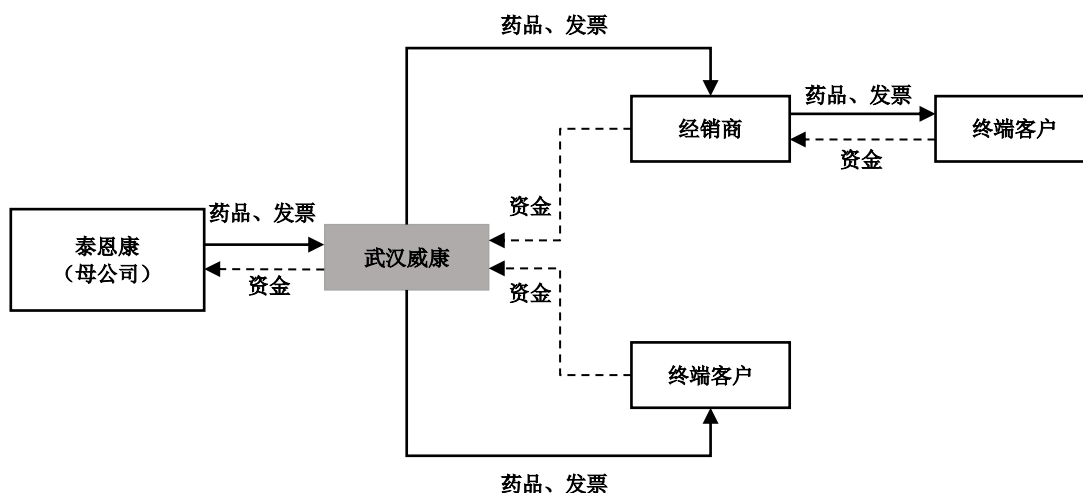 药品、发票
经销商
药品、发票
终端客户
资金
资金
药品、发票
泰恩康
（母公司）
武汉威康
资金
资金
终端客户
药品、发票